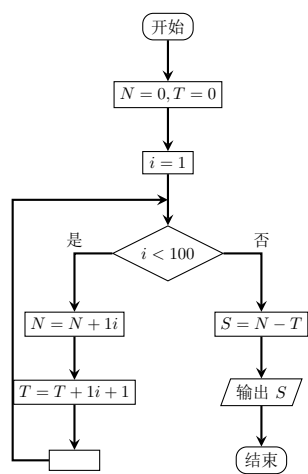 开始
N = 0, T = 0
i = 1
是
i < 100
否
N = N + 1i
S = N − T
T = T + 1i + 1
输出 S
结束